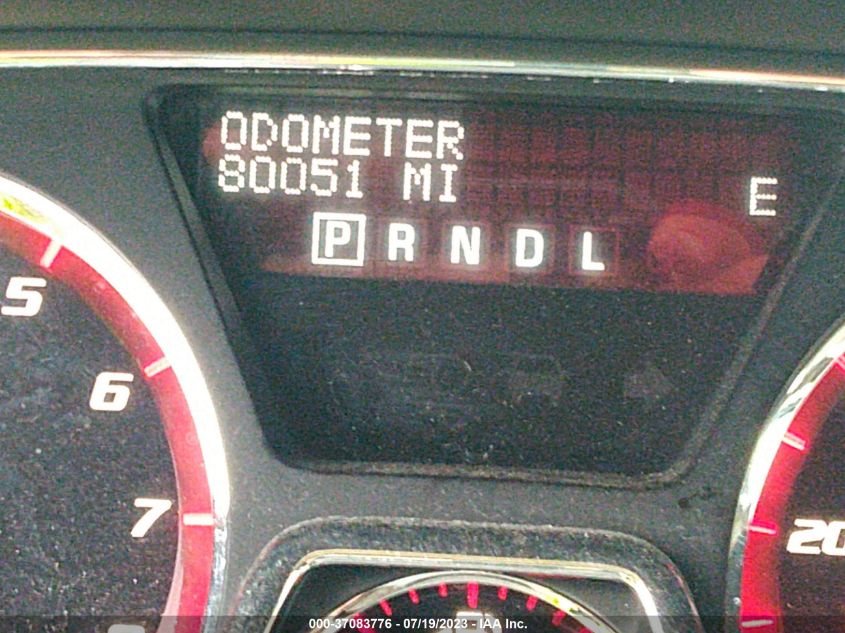 ODOMETER
80051 MI
E
P R N D L
5
6
7
20
000-37083776 - 07/19/2023 - IAA Inc.